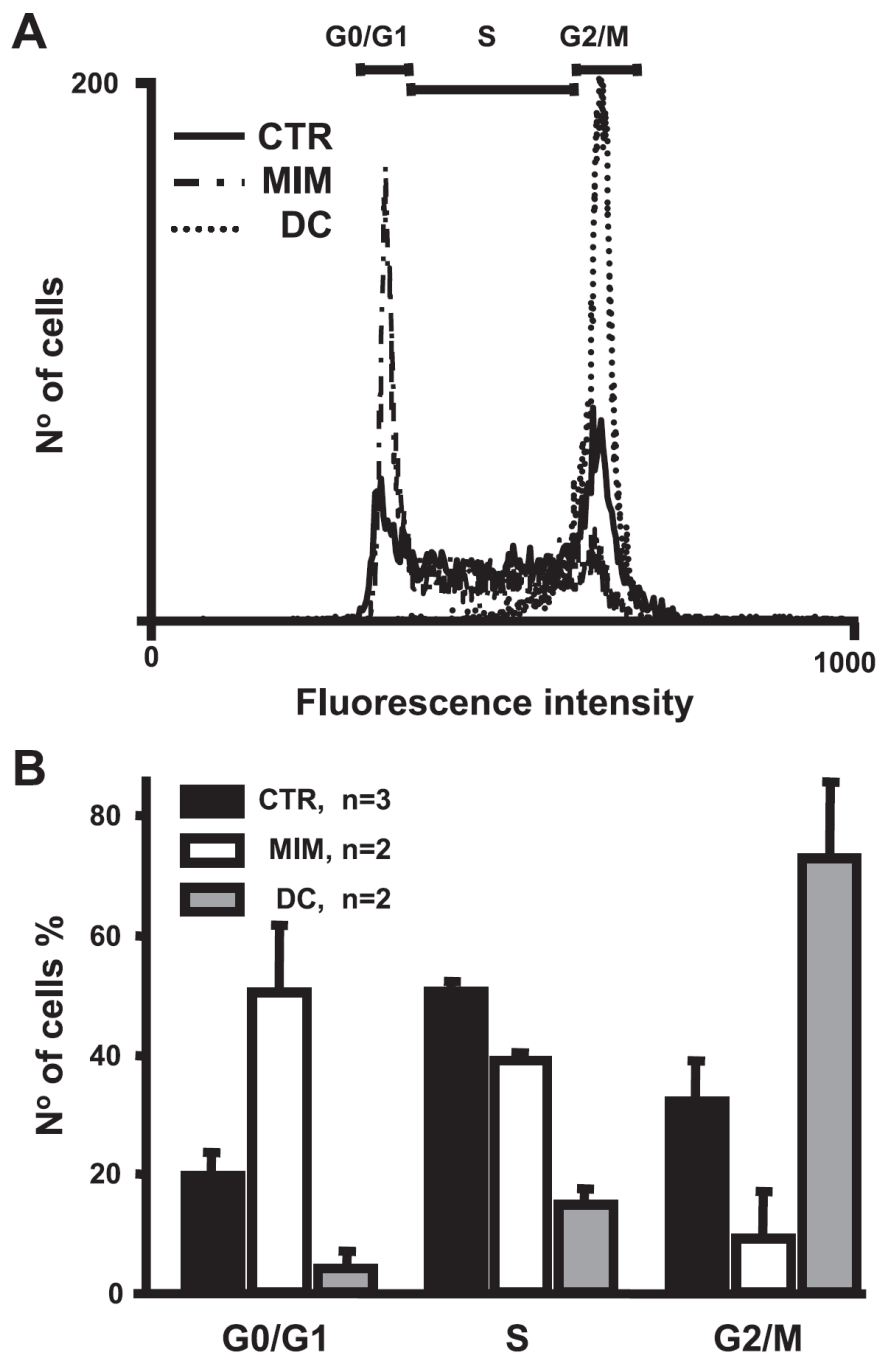 A
G0/G1 S G2/M
200
CTR
MIM
DC
Nº of cells
0 1000
Fluorescence intensity
B
CTR, n=3
MIM, n=2
DC, n=2
80
60
40
20
0
Nº of cells %
G0/G1 S G2/M